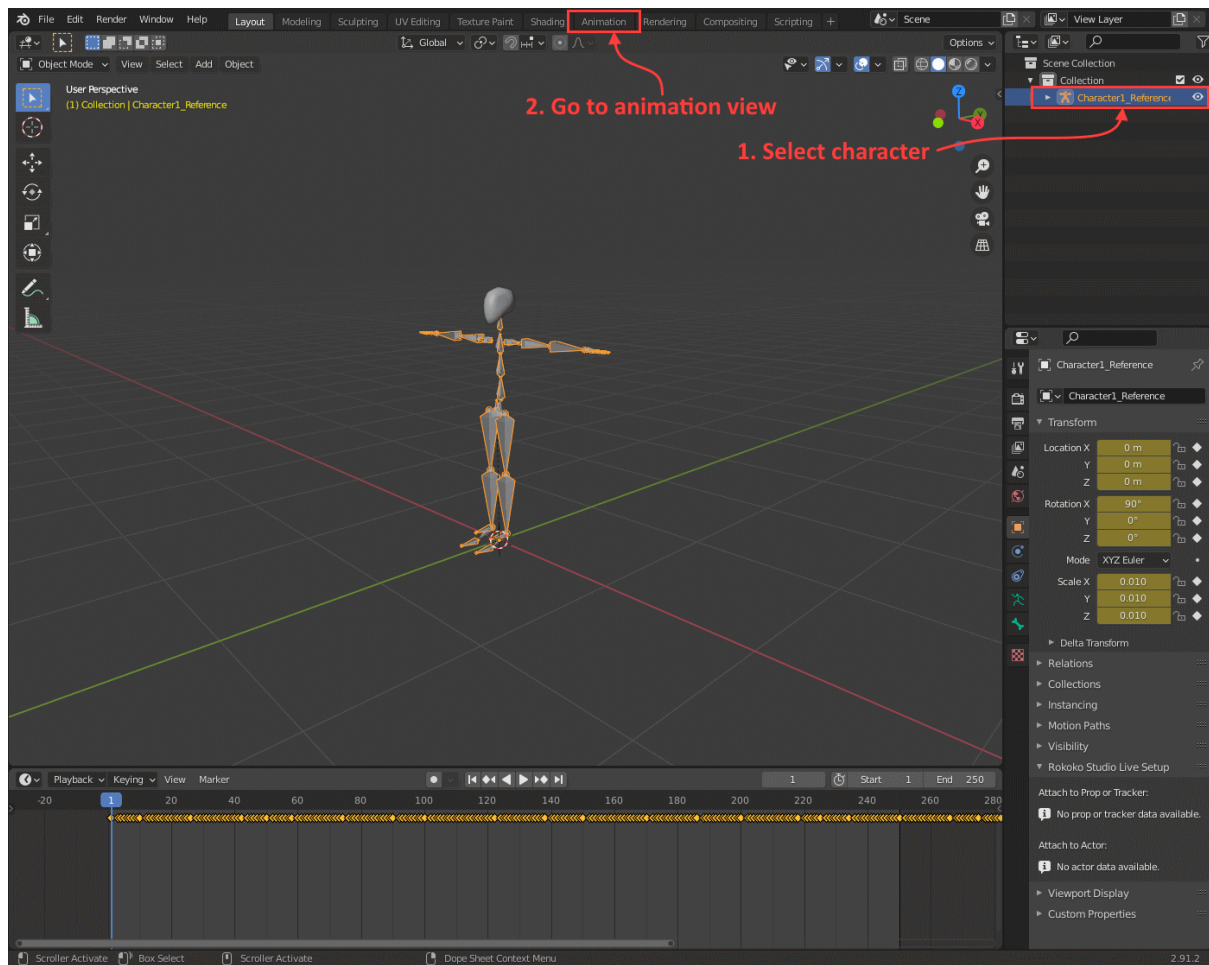 File Edit Render Window Help Layout Modeling Sculpting UV Editing Texture Paint Shading Animation Rendering Compositing Scripting + Scene View Layer
Global Options
Object Mode View Select Add Object
User Perspective
(1) Collection | Character1_Reference
2. Go to animation view
1. Select character
Z
Y
X
Scene Collection
Collection
Character1_Reference
Character1_Reference
Character1_Reference
Transform
Location X 0 m
Y 0 m
Z 0 m
Rotation X 90°
Y 0°
Z 0°
Mode XYZ Euler
Scale X 0.010
Y 0.010
Z 0.010
Delta Transform
Relations
Collections
Instancing
Motion Paths
Visibility
Rokoko Studio Live Setup
Attach to Prop or Tracker:
No prop or tracker data available.
Attach to Actor:
No actor data available.
Viewport Display
Custom Properties
Playback Keying View Marker 1 Start 1 End 250
-20 1 20 40 60 80 100 120 140 160 180 200 220 240 260 280
Scroller Activate Box Select Scroller Activate Dope Sheet Context Menu 2.91.2